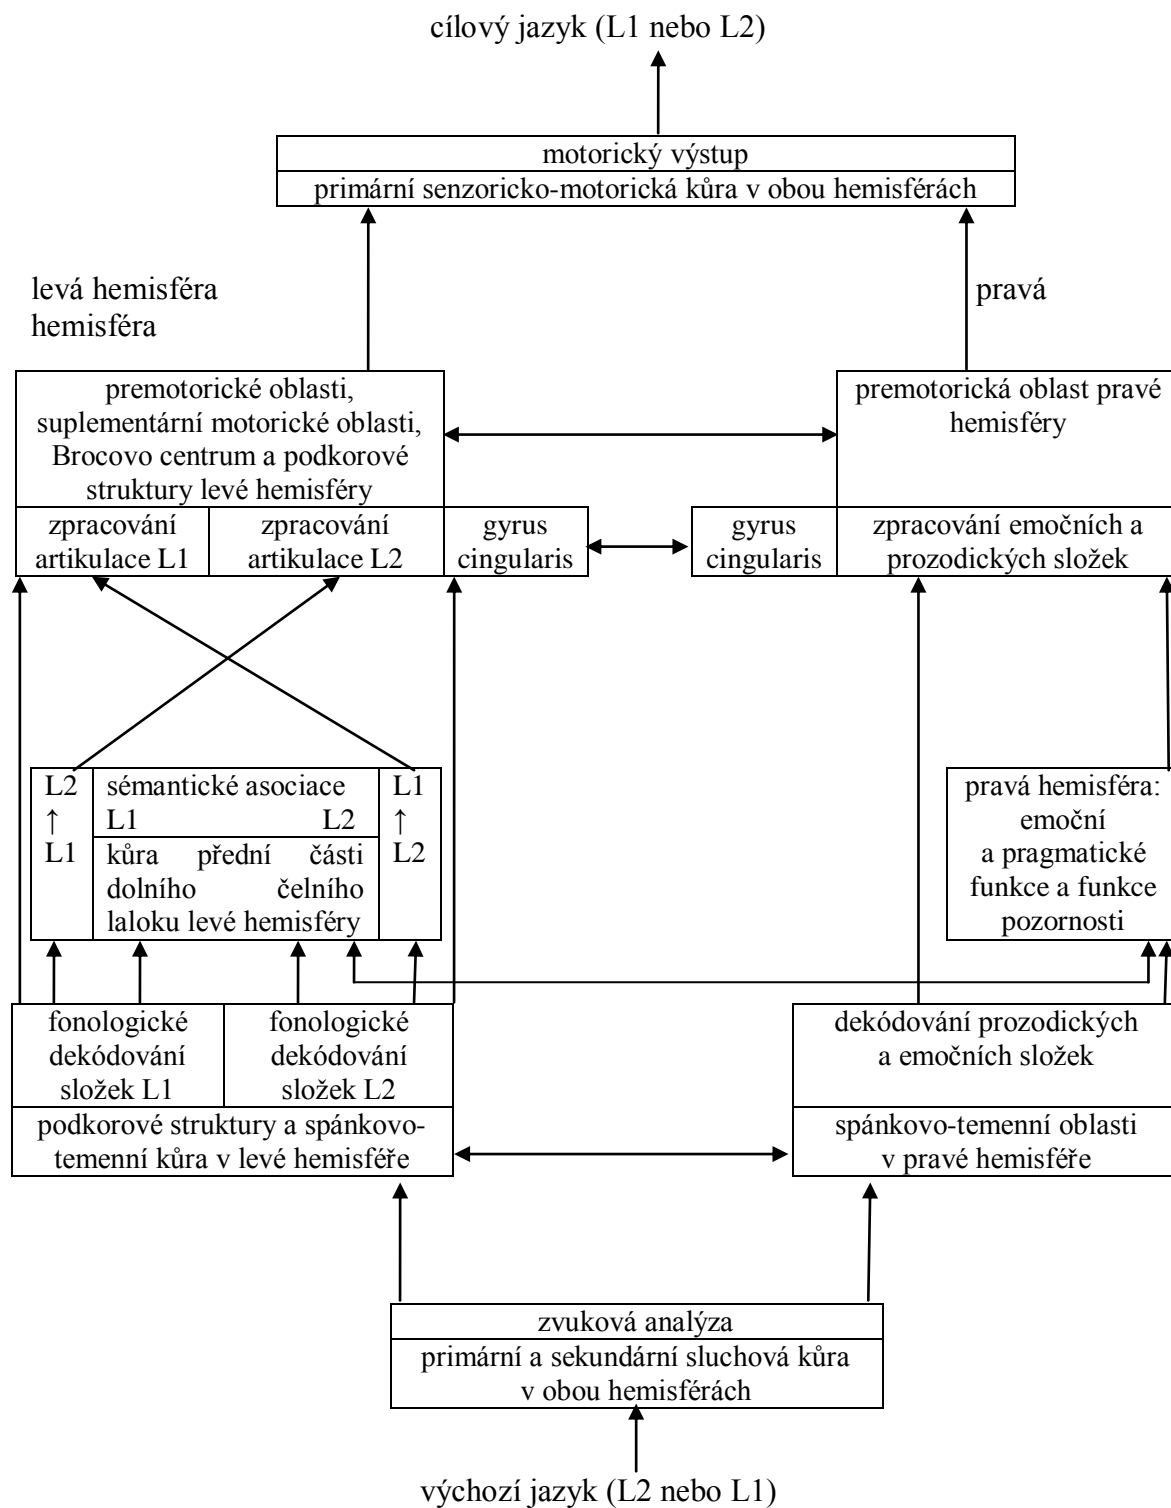 cílový jazyk (L1 nebo L2)
motorický výstup
primární senzoricko-motorická kůra v obou hemisférách
levá hemisféra
pravá
hemisféra
premotorické oblasti,
suplementární motorické oblasti,
Brocovo centrum a podkorové
struktury levé hemisféry
premotorická oblast pravé
hemisféry
zpracování
artikulace L1
zpracování
artikulace L2
gyrus
cingularis
gyrus
cingularis
zpracování emočních a
prozodických složek
L2
↑
L1
sémantické asociace
L1 L2
kůra přední části
dolního čelního
laloku levé hemisféry
L1
↑
L2
pravá hemisféra:
emoční
a pragmatické
funkce a funkce
pozornosti
fonologické
dekódování
složek L1
fonologické
dekódování
složek L2
podkorové struktury a spánkovo-
temenní kůra v levé hemisféře
dekódování prozodických
a emočních složek
spánkovo-temenní oblasti
v pravé hemisféře
zvuková analýza
primární a sekundární sluchová kůra
v obou hemisférách
výchozí jazyk (L2 nebo L1)